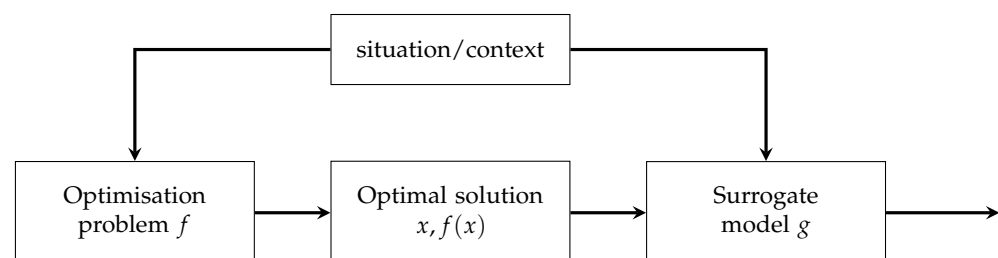 situation/context
Optimisation
problem f
Optimal solution
x, f(x)
Surrogate
model g